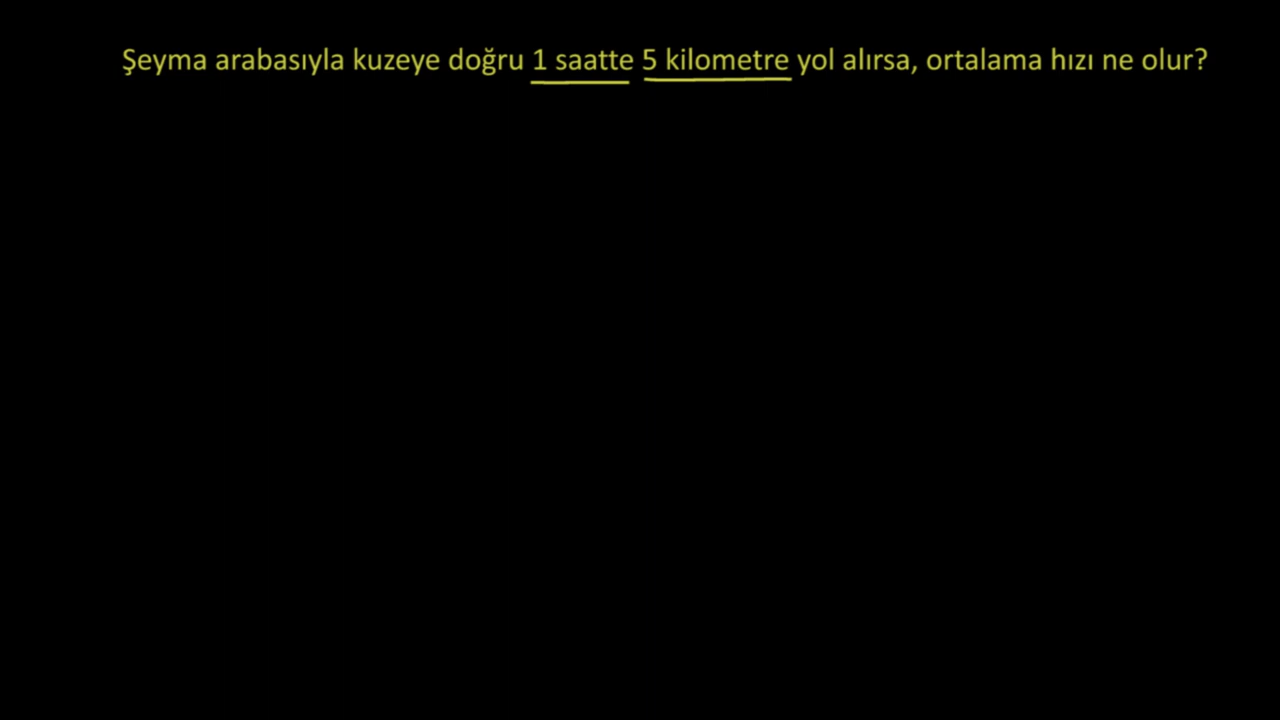 Şeyma arabasıyla kuzeye doğru 1 saatte 5 kilometre yol alırsa, ortalama hızı ne olur?